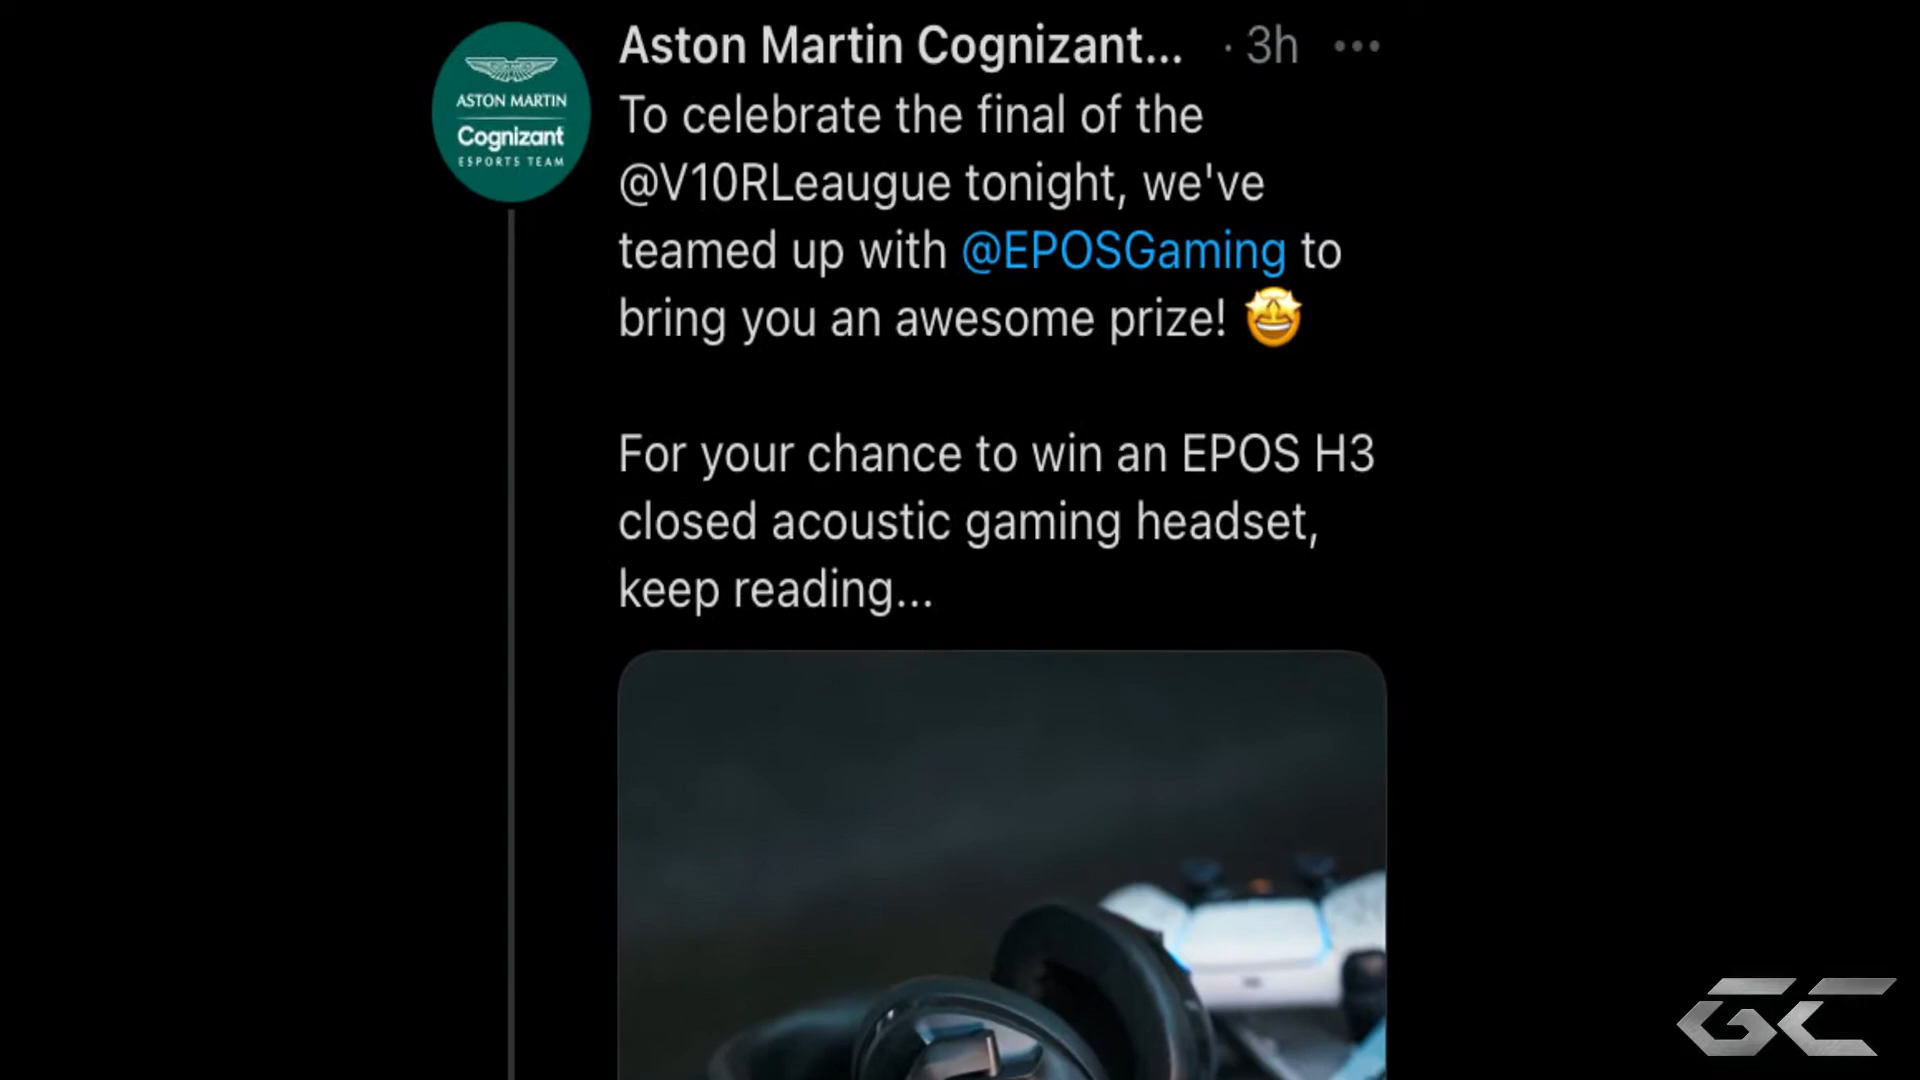 Aston Martin Cognizant... · 3h
ASTON MARTIN
Cognizant
ESPORTS TEAM
To celebrate the final of the
@V10RLeaugue tonight, we've
teamed up with @EPOSGaming to
bring you an awesome prize! 🤩
For your chance to win an EPOS H3
closed acoustic gaming headset,
keep reading...
GC